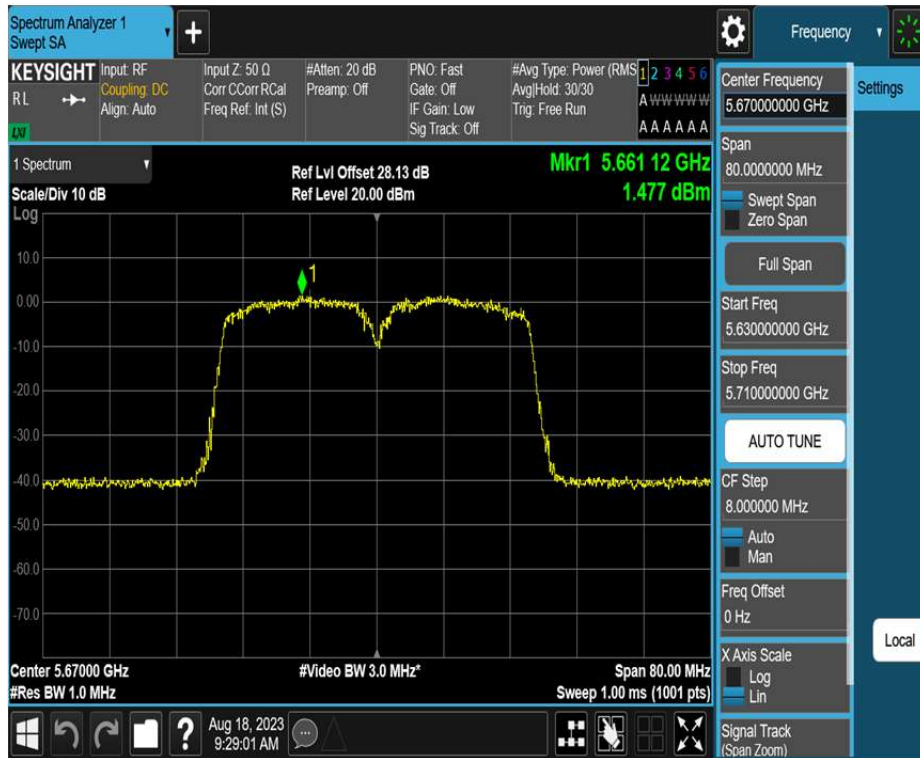 Spectrum Analyzer 1
Swept SA
+
Frequency
KEYSIGHT
R L
LXI
Input: RF
Coupling: DC
Align: Auto
Input Z: 50 Ω
Corr CCorr RCal
Freq Ref: Int (S)
#Atten: 20 dB
Preamp: Off
PNO: Fast
Gate: Off
IF Gain: Low
Sig Track: Off
#Avg Type: Power (RMS
Avg|Hold: 30/30
Trig: Free Run
1 2 3 4 5 6
A W W W W W
A A A A A A
Center Frequency
5.670000000 GHz
Settings
1 Spectrum
Scale/Div 10 dB
Log
Ref Lvl Offset 28.13 dB
Ref Level 20.00 dBm
Mkr1 5.661 12 GHz
1.477 dBm
Span
80.0000000 MHz
Swept Span
Zero Span
Full Span
Start Freq
5.630000000 GHz
Stop Freq
5.710000000 GHz
AUTO TUNE
CF Step
8.000000 MHz
Auto
Man
Freq Offset
0 Hz
X Axis Scale
Log
Lin
Signal Track
(Span Zoom)
Local
10.0
0.00
-10.0
-20.0
-30.0
-40.0
-50.0
-60.0
-70.0
1
Center 5.67000 GHz
#Res BW 1.0 MHz
#Video BW 3.0 MHz*
Span 80.00 MHz
Sweep 1.00 ms (1001 pts)
?
Aug 18, 2023
9:29:01 AM